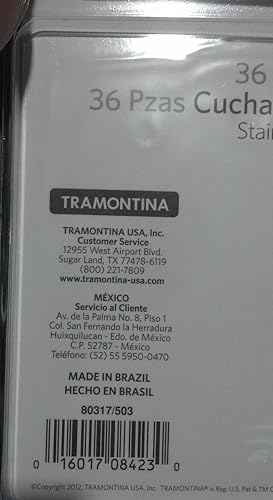 36
36 Pzas Cucha
Stain
TRAMONTINA
TRAMONTINA USA, Inc.
Customer Service
12955 West Airport Blvd.
Sugar Land, TX 77478-6119
(800) 221-7809
www.tramontina-usa.com
MÉXICO
Servicio al Cliente
Av. de la Palma No. 8, Piso 1
Col. San Fernando la Herradura
Huixquilucan - Edo. de México
C.P. 52787 - México
Teléfono: (52) 55 5950-0470
MADE IN BRAZIL
HECHO EN BRASIL
80317/503
0 16017 08423 0
©Copyright 2012, TRAMONTINA USA, Inc. TRAMONTINA® is Reg. U.S. Pat & TM O